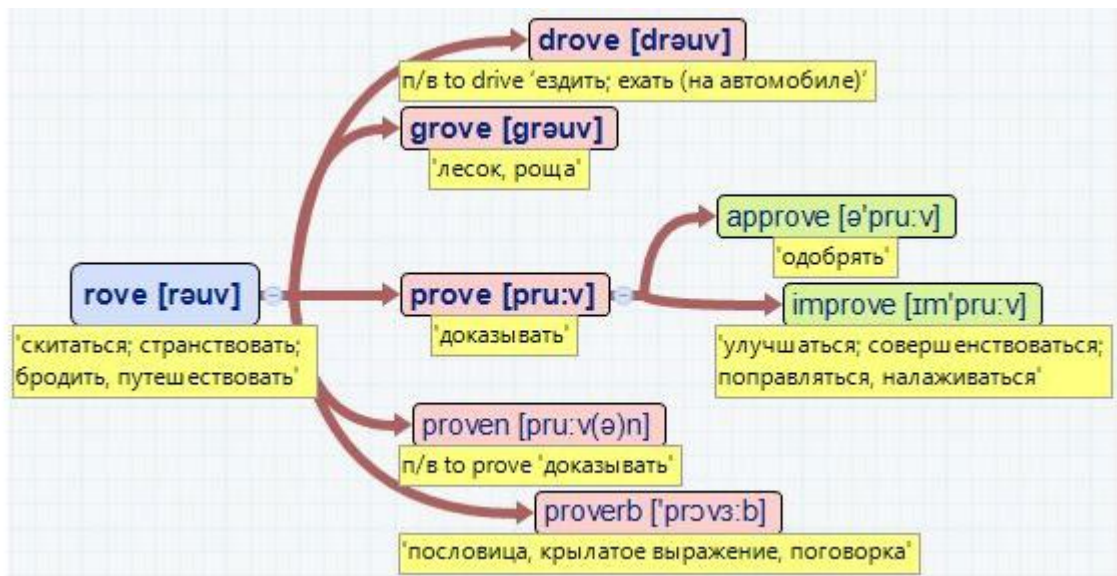 drove [drəuv]
п/в to drive ‘ездить; ехать (на автомобиле)’
grove [grəuv]
'лесок, роща'
approve [ə'pru:v]
'одобрять'
rove [rəuv]
'скитаться; странствовать;
бродить, путешествовать'
prove [pru:v]
'доказывать'
improve [ɪm'pru:v]
'улучшаться; совершенствоваться;
поправляться, налаживаться'
proven [pru:v(ə)n]
п/в to prove 'доказывать'
proverb ['prɔvɜ:b]
'пословица, крылатое выражение, поговорка'